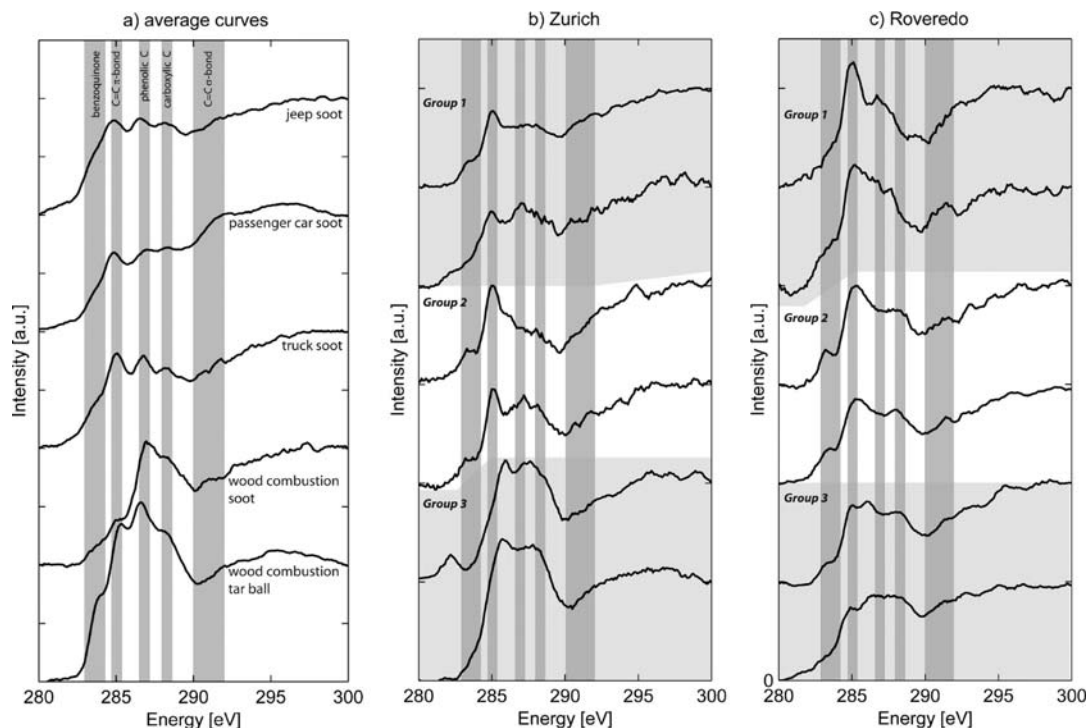 a) average curves
benzoquinone
C=C π-bond
phenolic C
carboxylic C
C=C σ-bond
jeep soot
passenger car soot
truck soot
wood combustion
soot
wood combustion
tar ball
Intensity [a.u.]
280
285
290
295
300
Energy [eV]
b) Zurich
Group 1
Group 2
Group 3
Intensity [a.u.]
280
285
290
295
300
Energy [eV]
c) Roveredo
Group 1
Group 2
Group 3
Intensity [a.u.]
0
280
285
290
295
300
Energy [eV]